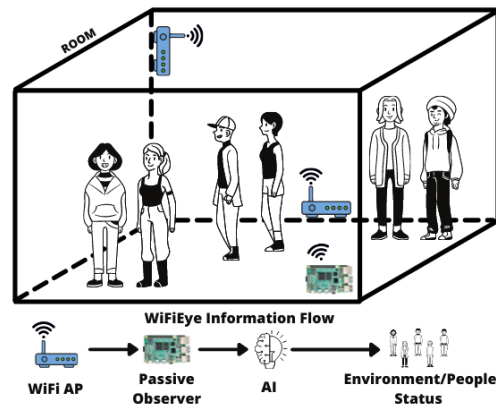 ROOM
WiFiEye Information Flow
WiFi AP
Passive
Observer
AI
Environment/People
Status